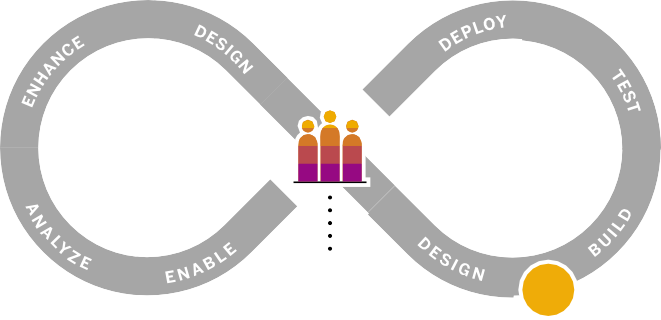 ENHANCE
DESIGN
DEPLOY
TEST
ANALYZE
ENABLE
DESIGN
BUILD